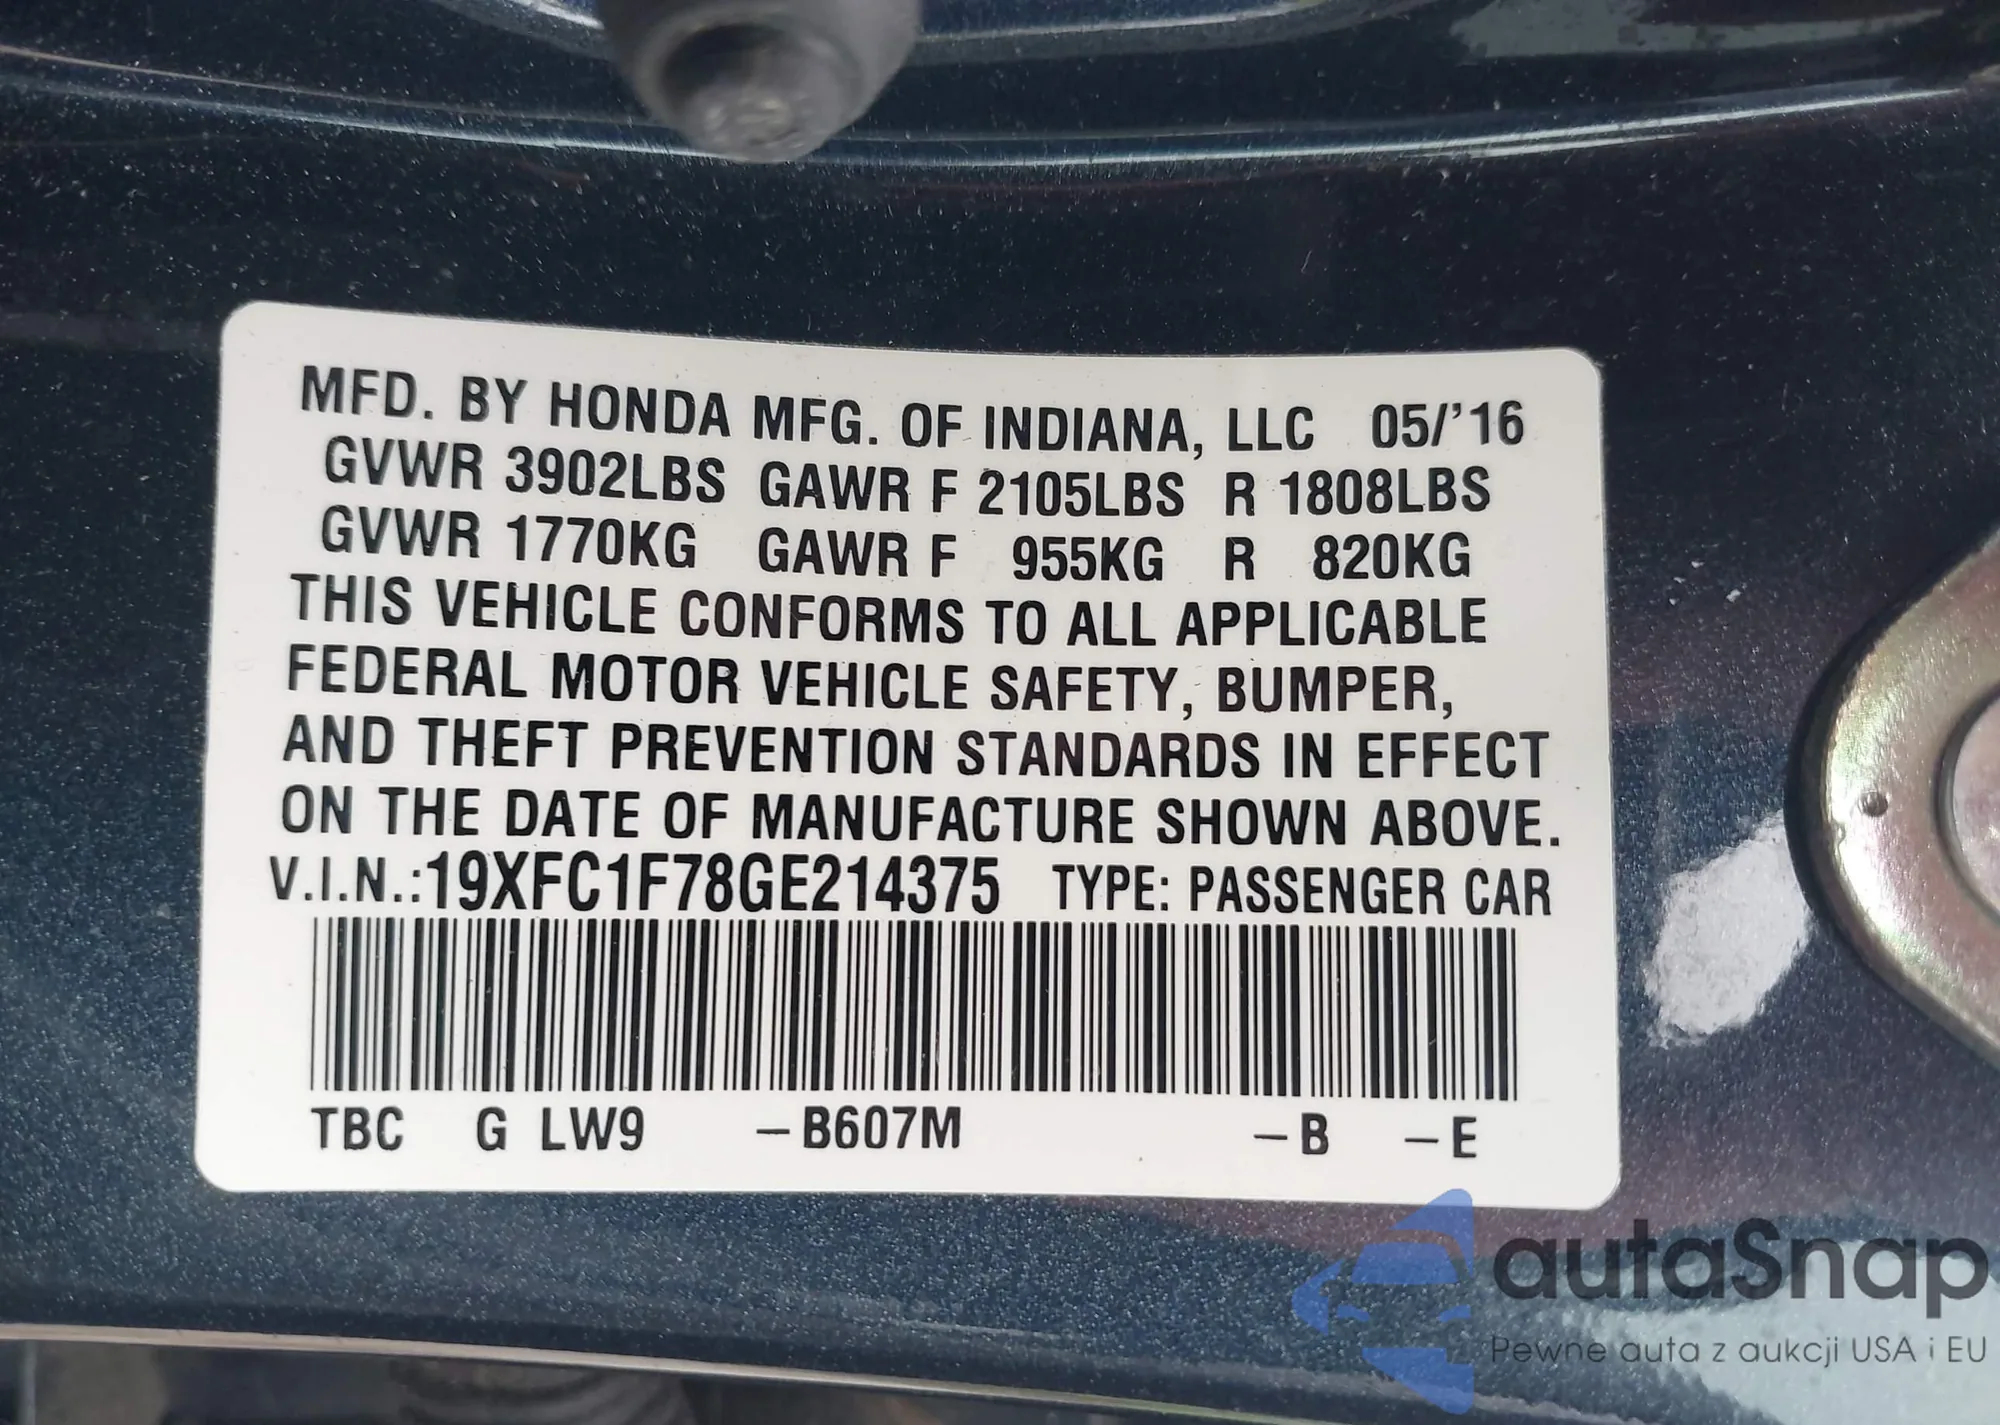 MFD. BY HONDA MFG. OF INDIANA, LLC 05/'16
GVWR 3902LBS GAWR F 2105LBS R 1808LBS
GVWR 1770KG GAWR F 955KG R 820KG
THIS VEHICLE CONFORMS TO ALL APPLICABLE
FEDERAL MOTOR VEHICLE SAFETY, BUMPER,
AND THEFT PREVENTION STANDARDS IN EFFECT
ON THE DATE OF MANUFACTURE SHOWN ABOVE.
V.I.N.:19XFC1F78GE214375 TYPE: PASSENGER CAR
TBC G LW9 –B607M –B –E
autaSnap
Pewne auta z aukcji USA i EU